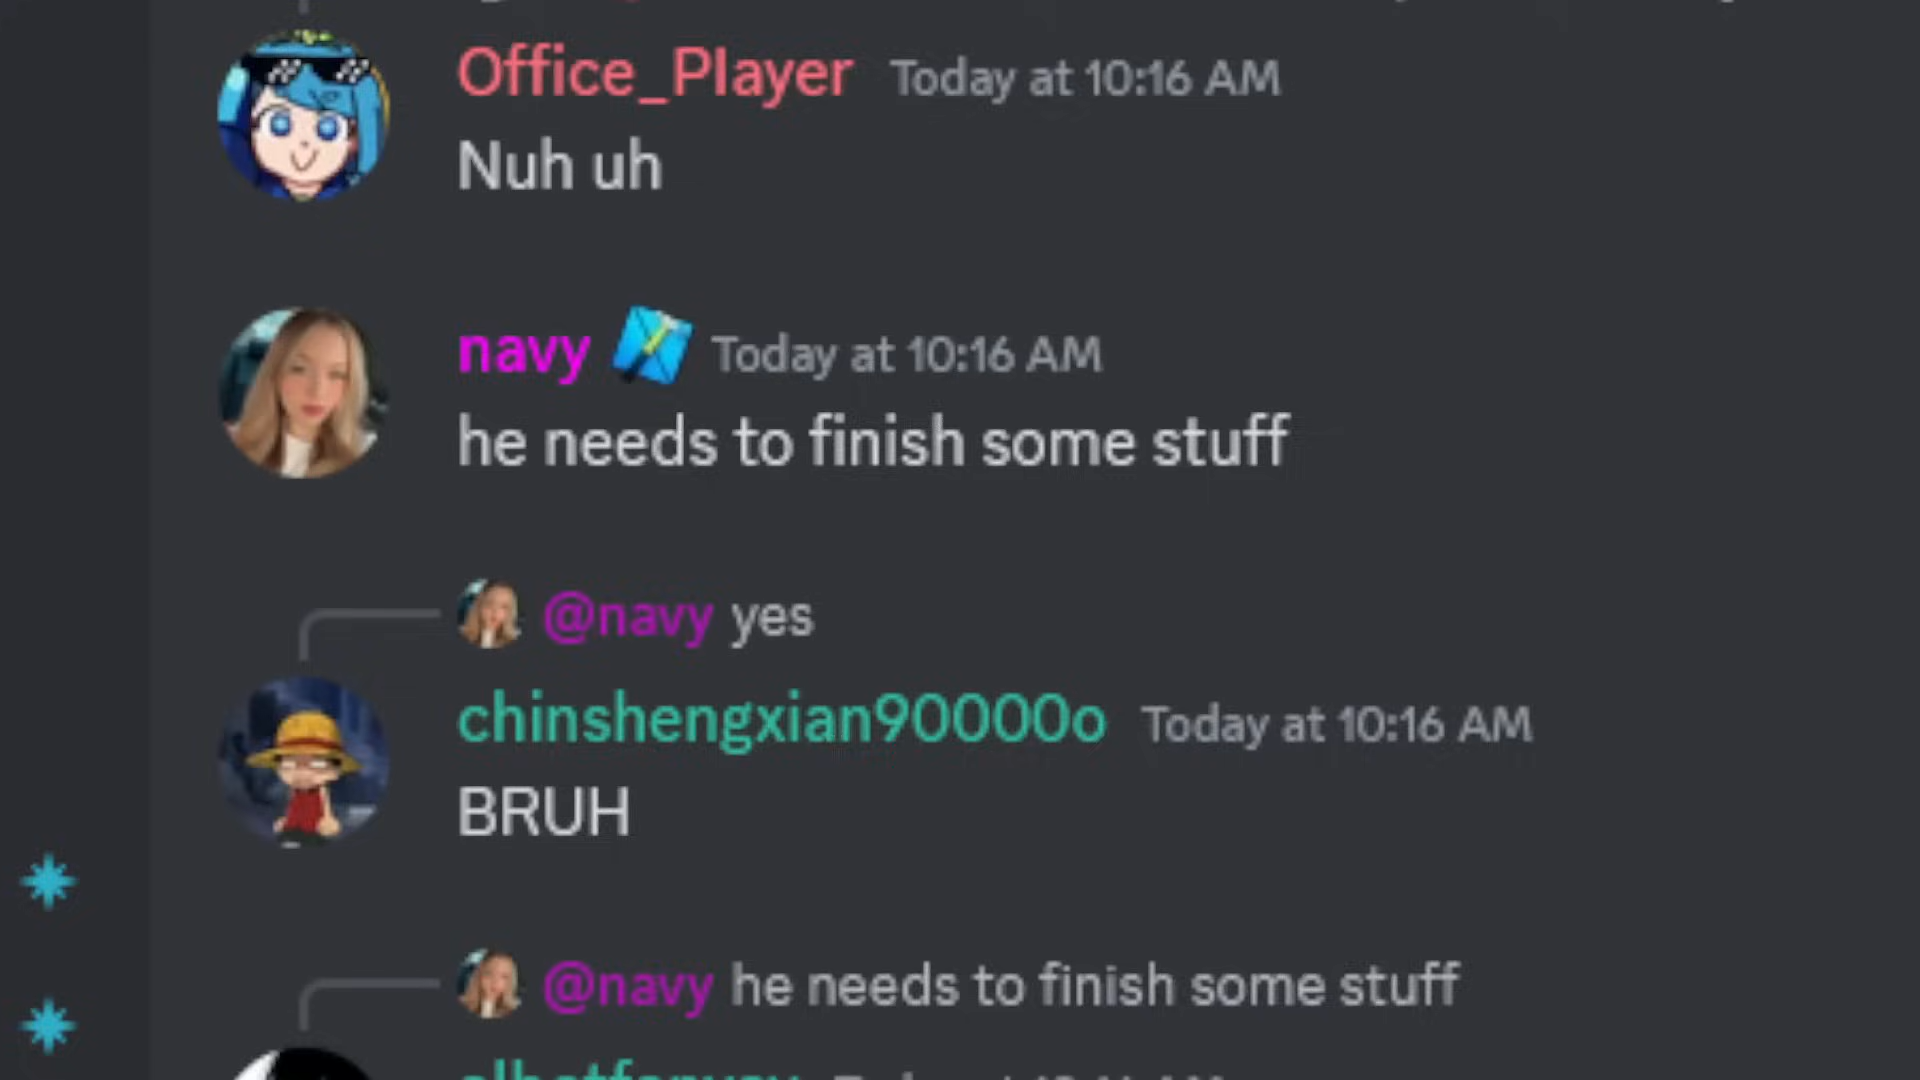 Office_Player Today at 10:16 AM
Nuh uh
navy Today at 10:16 AM
he needs to finish some stuff
@navy yes
chinshengxian90000o Today at 10:16 AM
BRUH
@navy he needs to finish some stuff